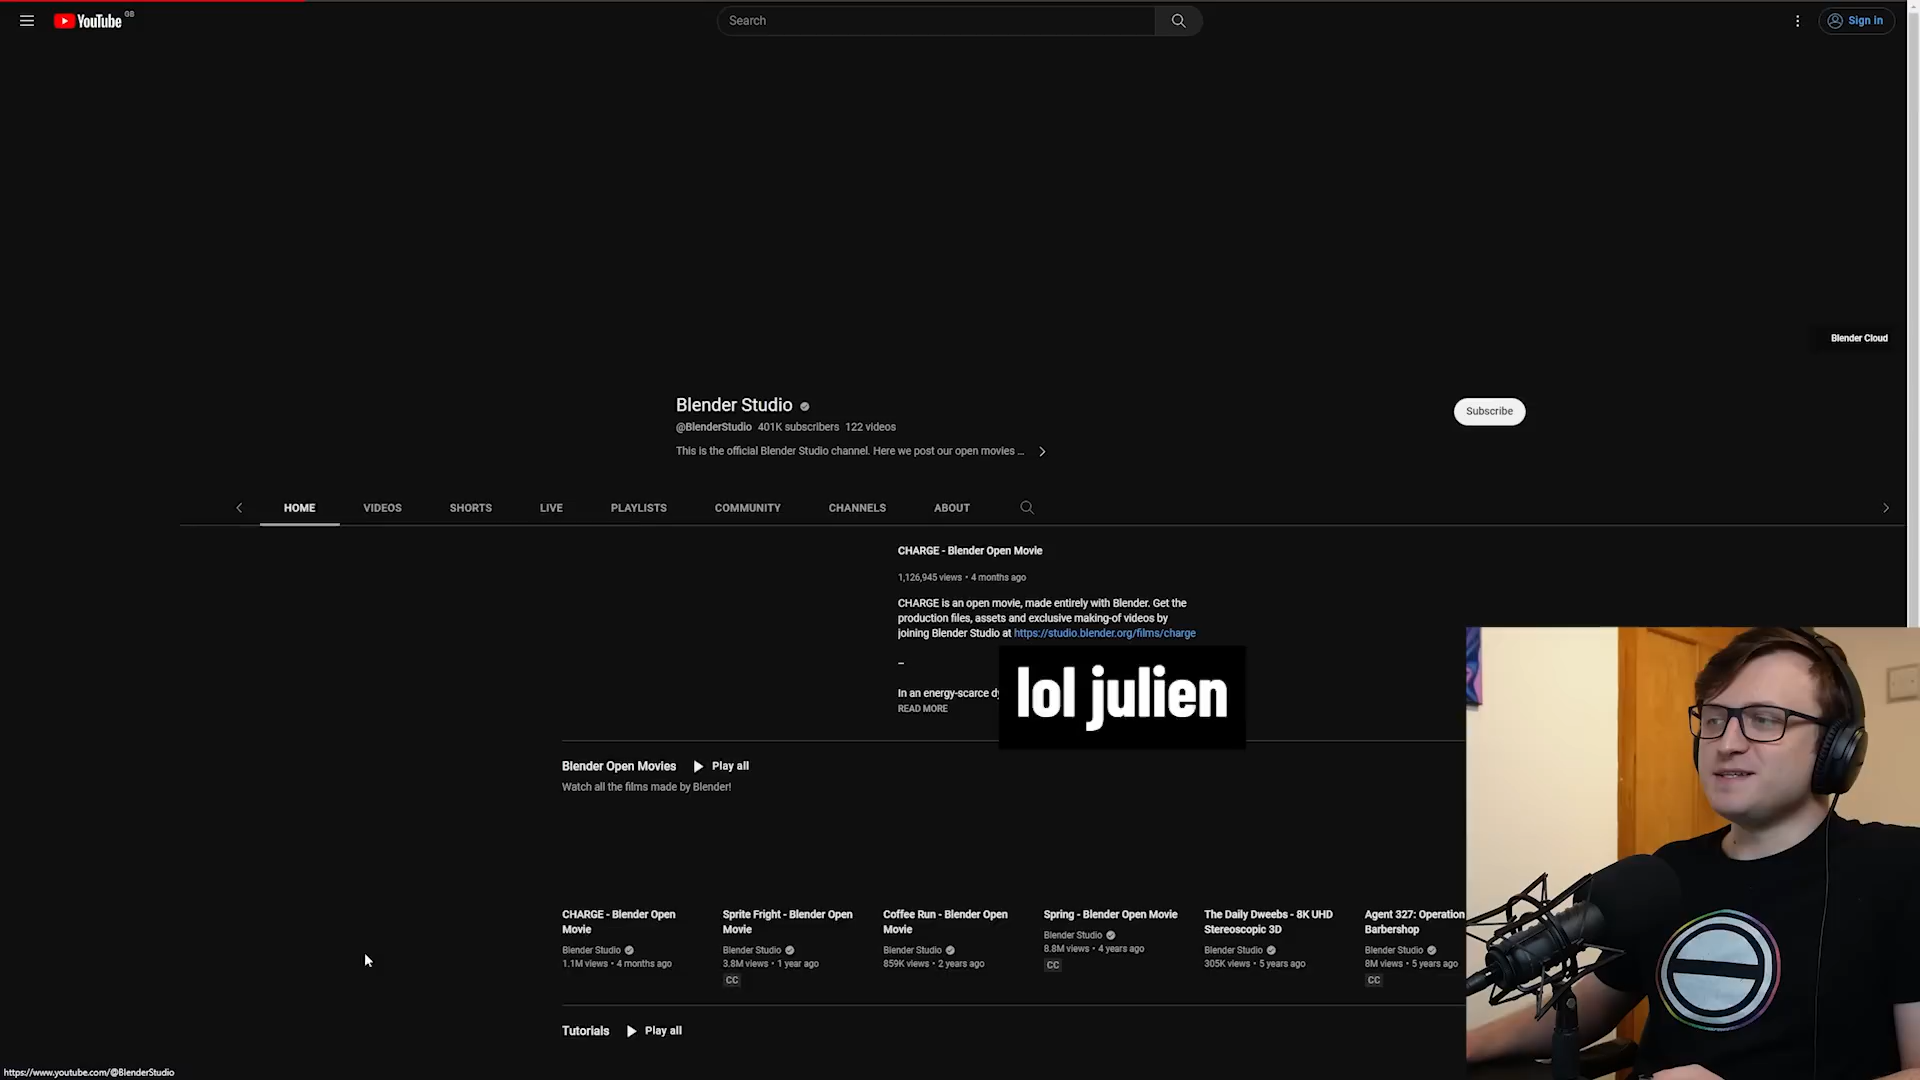 YouTube GB
Search
Sign in
Blender Cloud
Blender Studio
@BlenderStudio 401K subscribers 122 videos
This is the official Blender Studio channel. Here we post our open movies ...
Subscribe
HOME VIDEOS SHORTS LIVE PLAYLISTS COMMUNITY CHANNELS ABOUT
CHARGE - Blender Open Movie
1,126,945 views • 4 months ago
CHARGE is an open movie, made entirely with Blender. Get the
production files, assets and exclusive making-of videos by
joining Blender Studio at https://studio.blender.org/films/charge
–
In an energy-scarce dy
READ MORE
lol julien
Blender Open Movies Play all
Watch all the films made by Blender!
CHARGE - Blender Open
Movie
Blender Studio
1.1M views • 4 months ago
Sprite Fright - Blender Open
Movie
Blender Studio
3.8M views • 1 year ago
CC
Coffee Run - Blender Open
Movie
Blender Studio
859K views • 2 years ago
Spring - Blender Open Movie
Blender Studio
8.8M views • 4 years ago
CC
The Daily Dweebs - 8K UHD
Stereoscopic 3D
Blender Studio
305K views • 5 years ago
Agent 327: Operation
Barbershop
Blender Studio
8M views • 5 years ago
CC
Tutorials Play all
https://www.youtube.com/@BlenderStudio